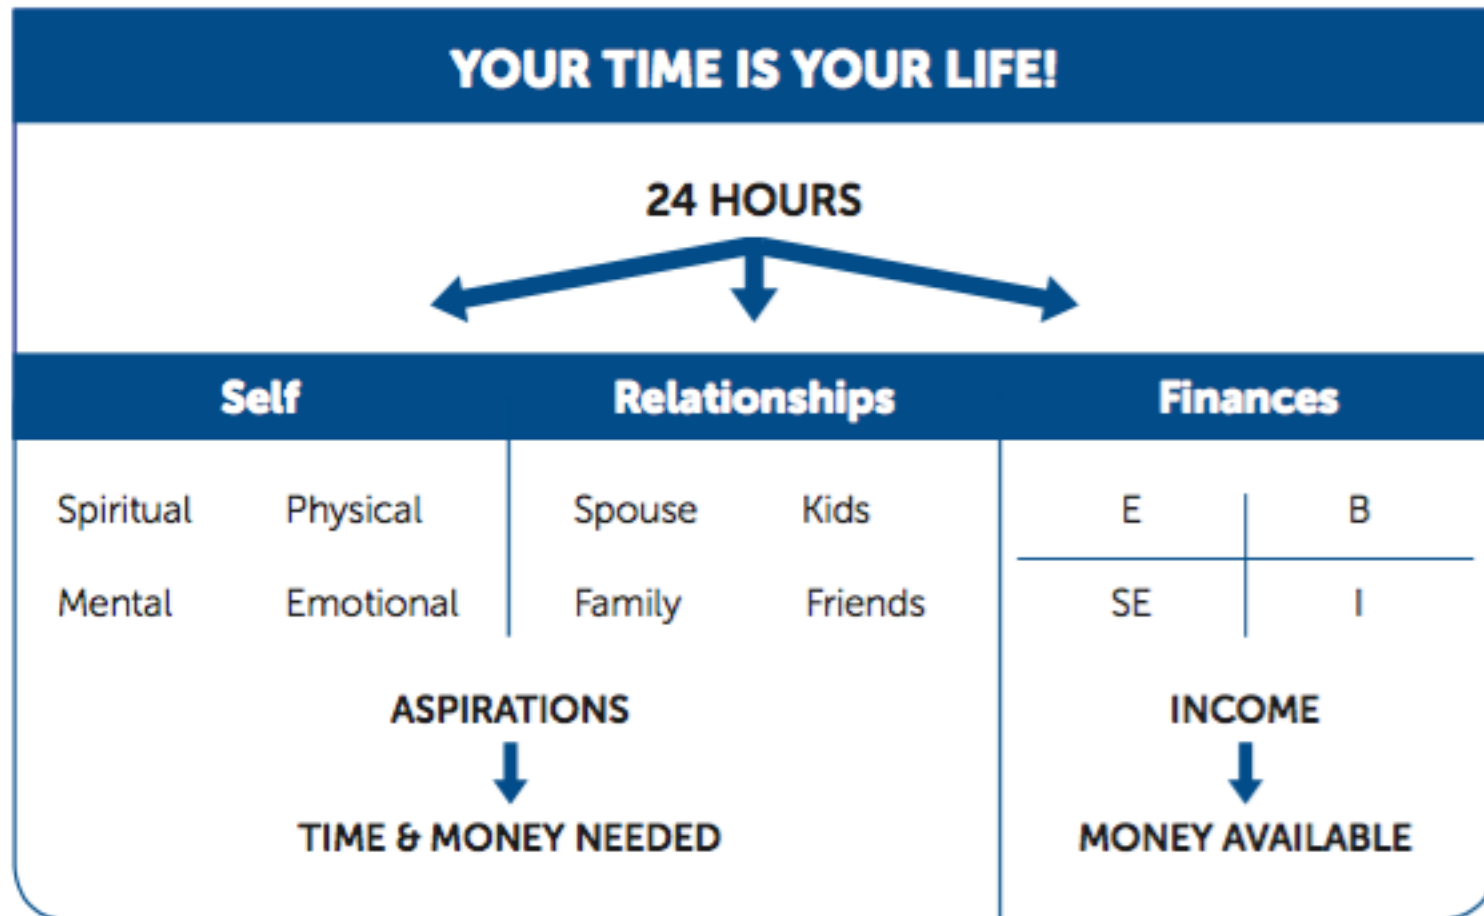 YOUR TIME IS YOUR LIFE!
24 HOURS
Self Relationships Finances
Spiritual Physical Spouse Kids E B
Mental Emotional Family Friends SE I
ASPIRATIONS INCOME
TIME & MONEY NEEDED MONEY AVAILABLE